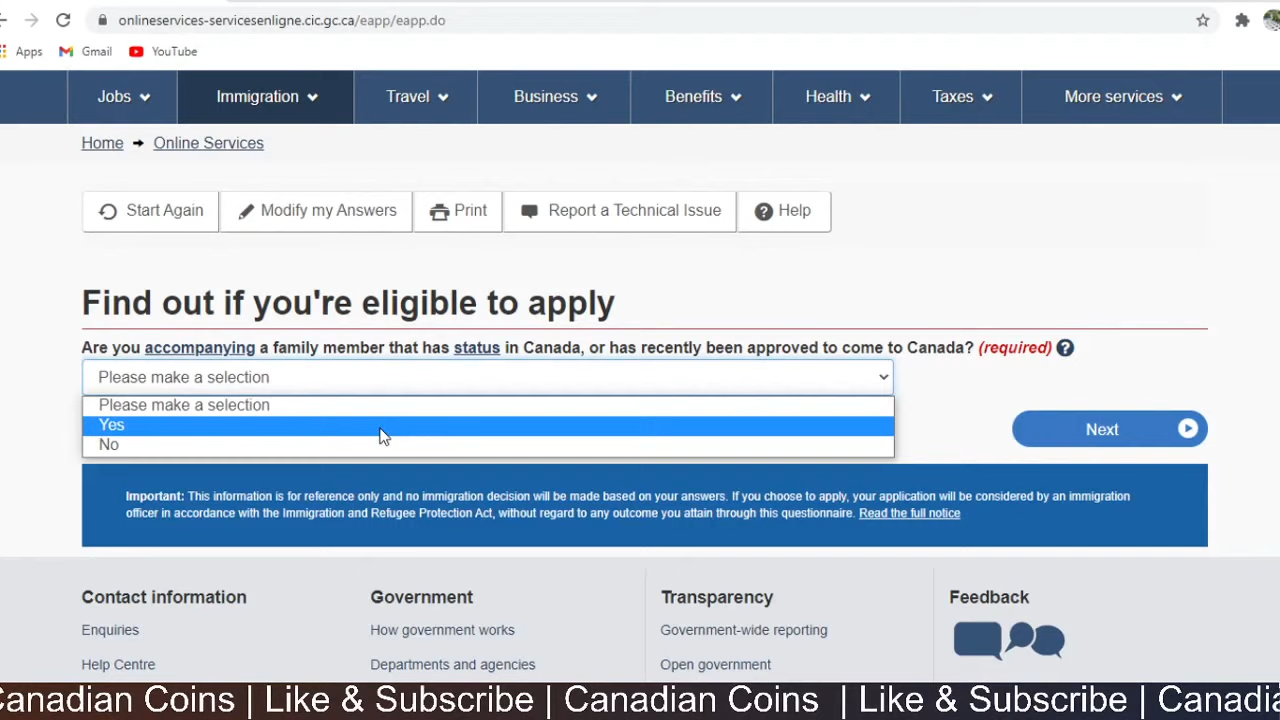 onlineservices-servicesenligne.cic.gc.ca/eapp/eapp.do
Apps Gmail YouTube
Jobs Immigration Travel Business Benefits Health Taxes More services
Home Online Services
Start Again Modify my Answers Print Report a Technical Issue Help
Find out if you're eligible to apply
Are you accompanying a family member that has status in Canada, or has recently been approved to come to Canada? (required)
Please make a selection
Please make a selection
Yes
No
Next
Important: This information is for reference only and no immigration decision will be made based on your answers. If you choose to apply, your application will be considered by an immigration
officer in accordance with the Immigration and Refugee Protection Act, without regard to any outcome you attain through this questionnaire. Read the full notice
Contact information Government Transparency Feedback
Enquiries How government works Government-wide reporting
Help Centre Departments and agencies Open government
Canadian Coins | Like & Subscribe | Canadian Coins | Like & Subscribe | Canadia